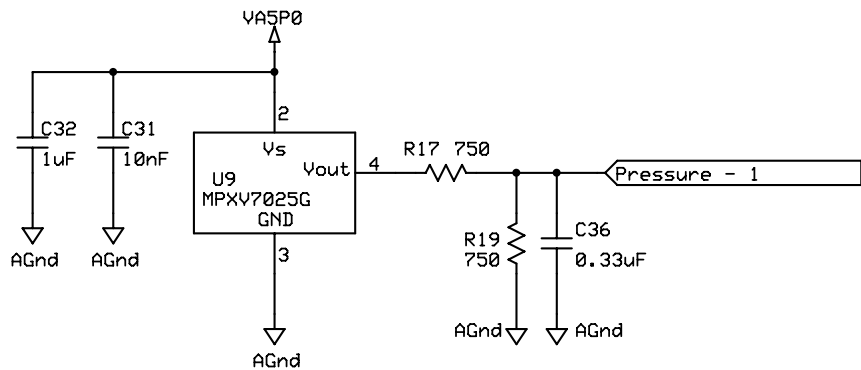 VA5P0
C32
1uF
C31
10nF
2
Vs
Vout
4
U9
MPXV7025G
GND
3
R17 750
Pressure - 1
R19
750
C36
0.33uF
AGnd
AGnd
AGnd
AGnd
AGnd